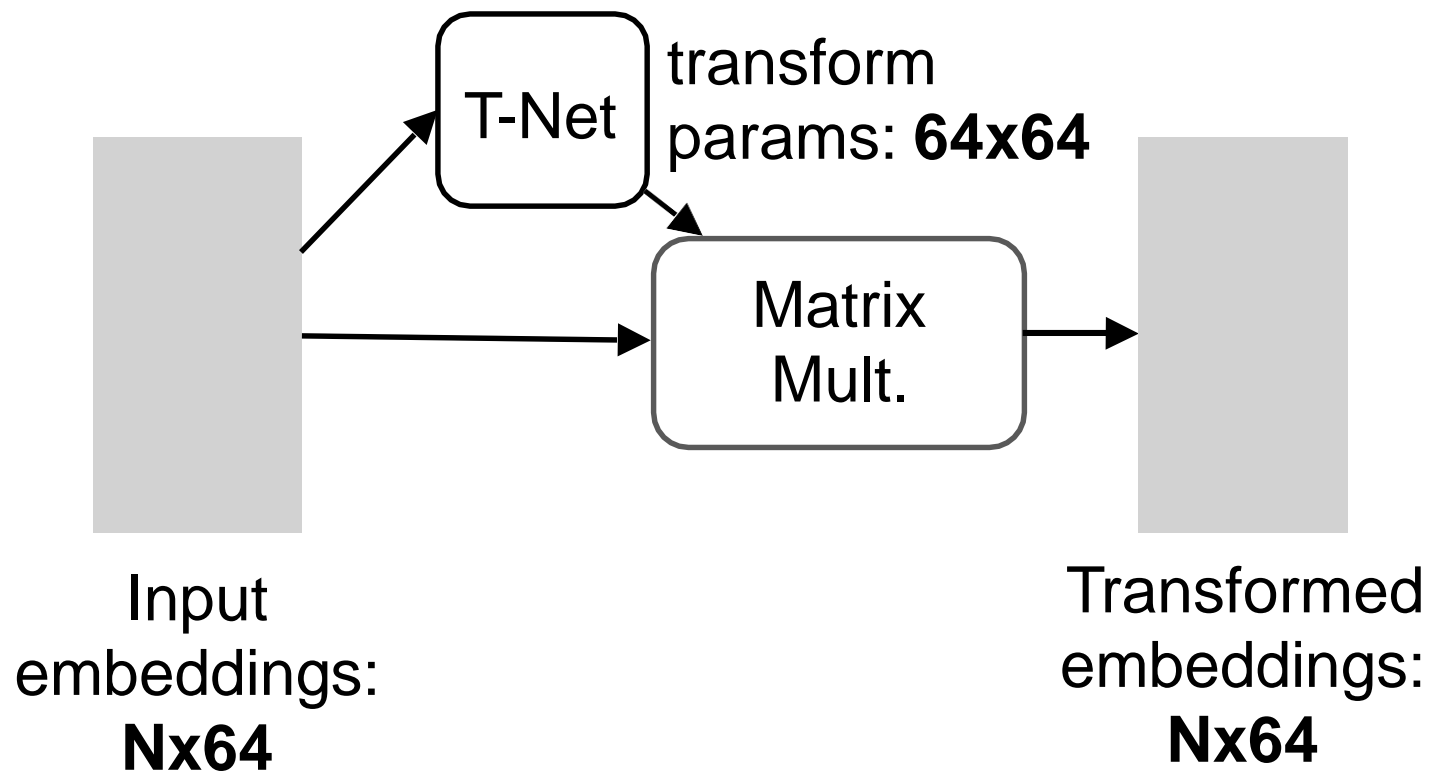 T-Net
transform
params: 64x64
Matrix
Mult.
Input
embeddings:
Nx64
Transformed
embeddings:
Nx64